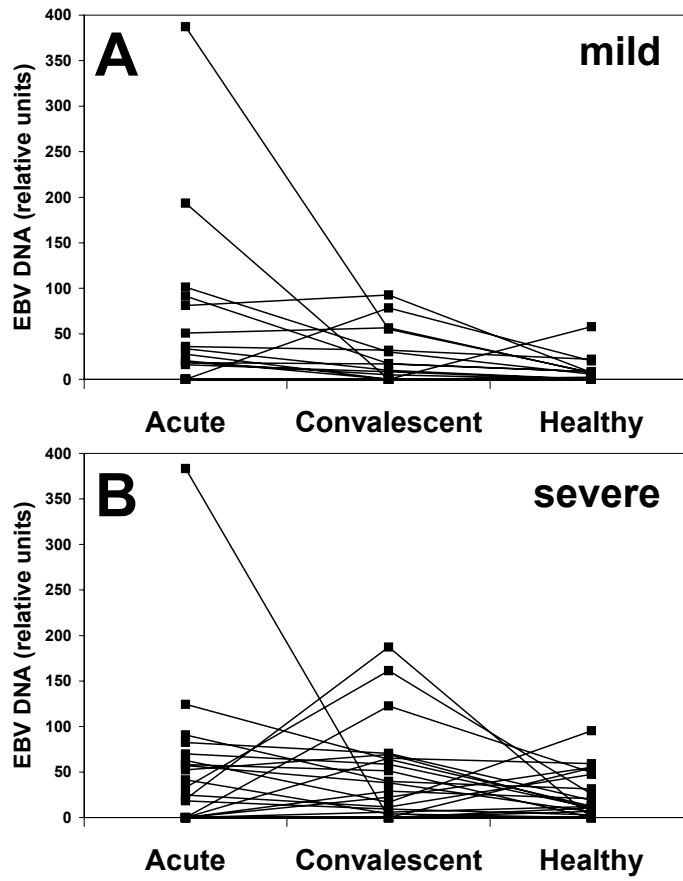 A
mild
EBV DNA (relative units)
400
350
300
250
200
150
100
50
0
Acute Convalescent Healthy
B
severe
EBV DNA (relative units)
400
350
300
250
200
150
100
50
0
Acute Convalescent Healthy